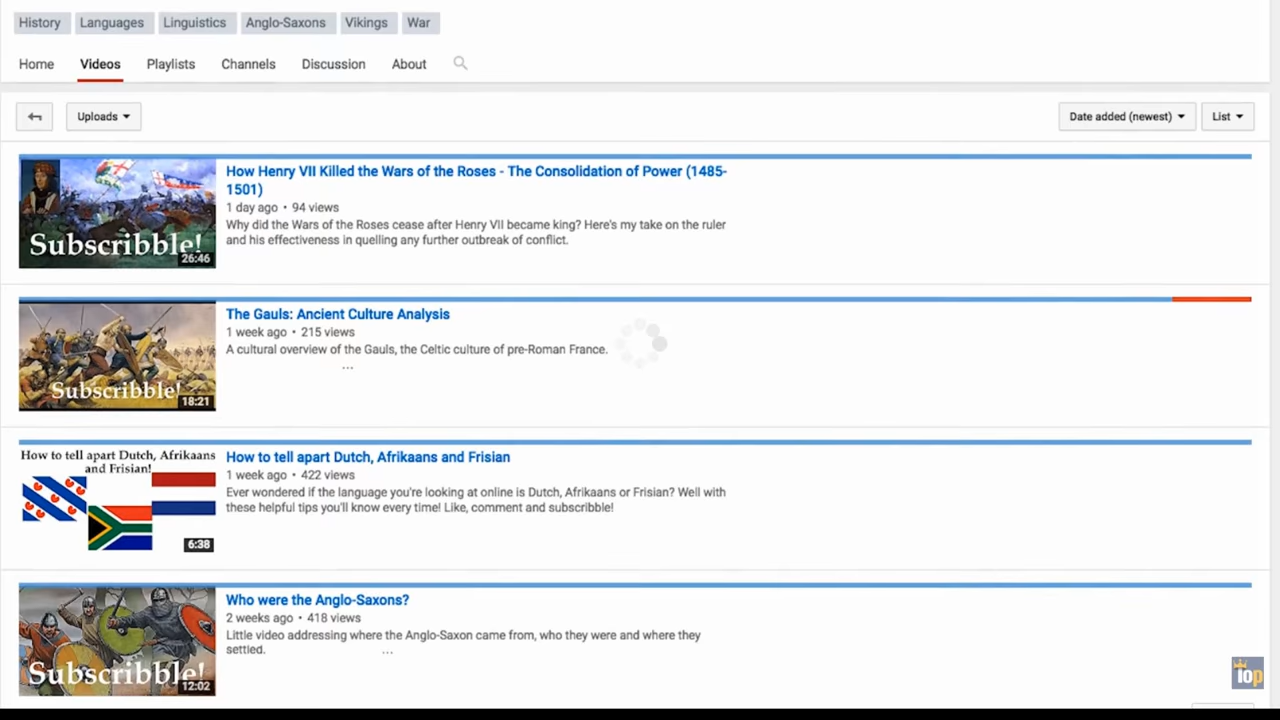 History Languages Linguistics Anglo-Saxons Vikings War
Home Videos Playlists Channels Discussion About
Uploads Date added (newest) List
How Henry VII Killed the Wars of the Roses - The Consolidation of Power (1485-
1501)
1 day ago • 94 views
Why did the Wars of the Roses cease after Henry VII became king? Here's my take on the ruler
and his effectiveness in quelling any further outbreak of conflict.
Subscribble!
26:46
The Gauls: Ancient Culture Analysis
1 week ago • 215 views
A cultural overview of the Gauls, the Celtic culture of pre-Roman France.
...
Subscribble!
18:21
How to tell apart Dutch, Afrikaans
and Frisian!
6:38
How to tell apart Dutch, Afrikaans and Frisian
1 week ago • 422 views
Ever wondered if the language you're looking at online is Dutch, Afrikaans or Frisian? Well with
these helpful tips you'll know every time! Like, comment and subscribble!
Who were the Anglo-Saxons?
2 weeks ago • 418 views
Little video addressing where the Anglo-Saxon came from, who they were and where they
settled. ...
Subscribble!
12:02
top